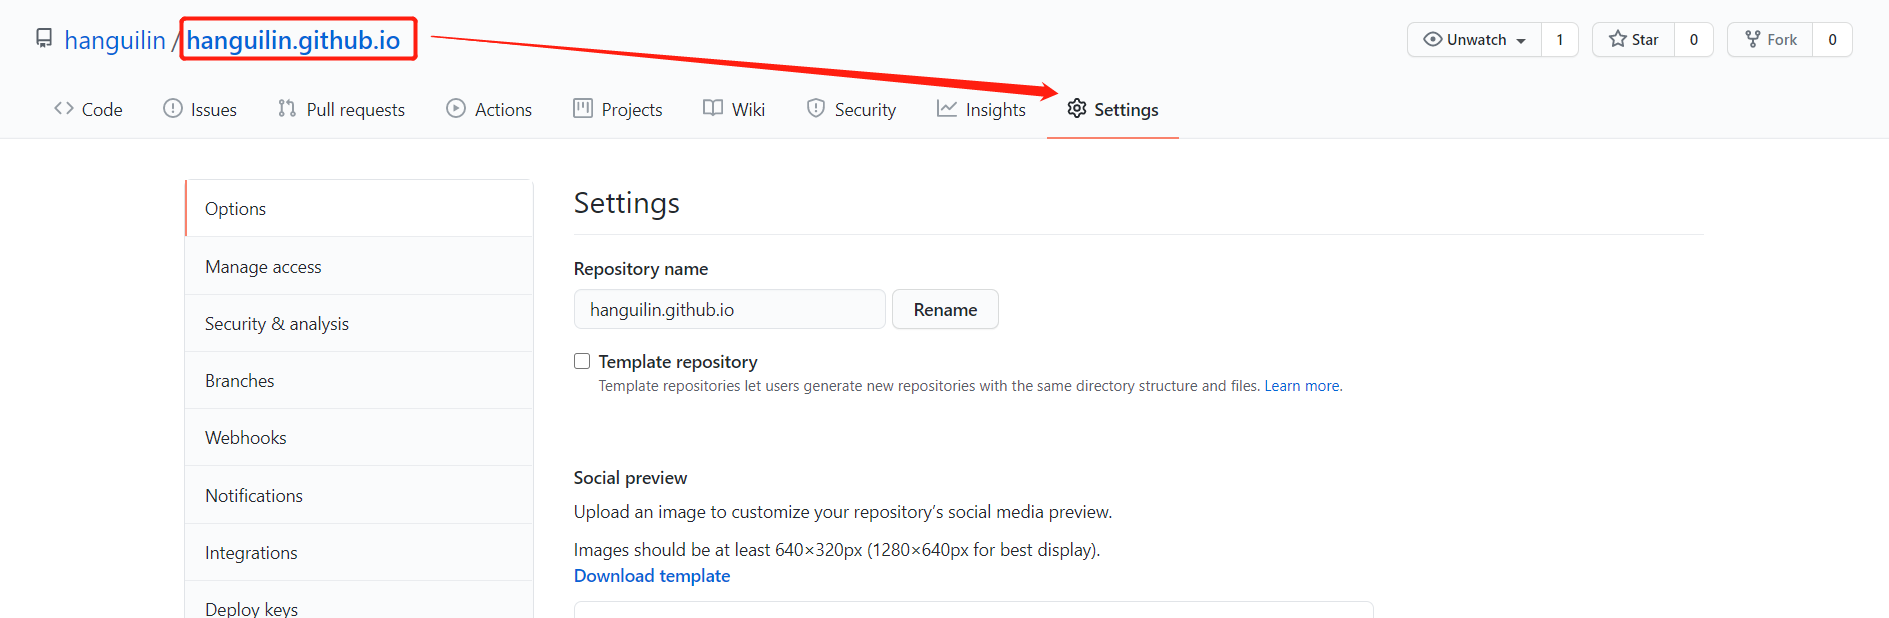 hanguilin / hanguilin.github.io
Unwatch 1 Star 0 Fork 0
Code Issues Pull requests Actions Projects Wiki Security Insights Settings
Options
Manage access
Security & analysis
Branches
Webhooks
Notifications
Integrations
Deploy keys
Settings
Repository name
hanguilin.github.io Rename
Template repository
Template repositories let users generate new repositories with the same directory structure and files. Learn more.
Social preview
Upload an image to customize your repository’s social media preview.
Images should be at least 640×320px (1280×640px for best display).
Download template